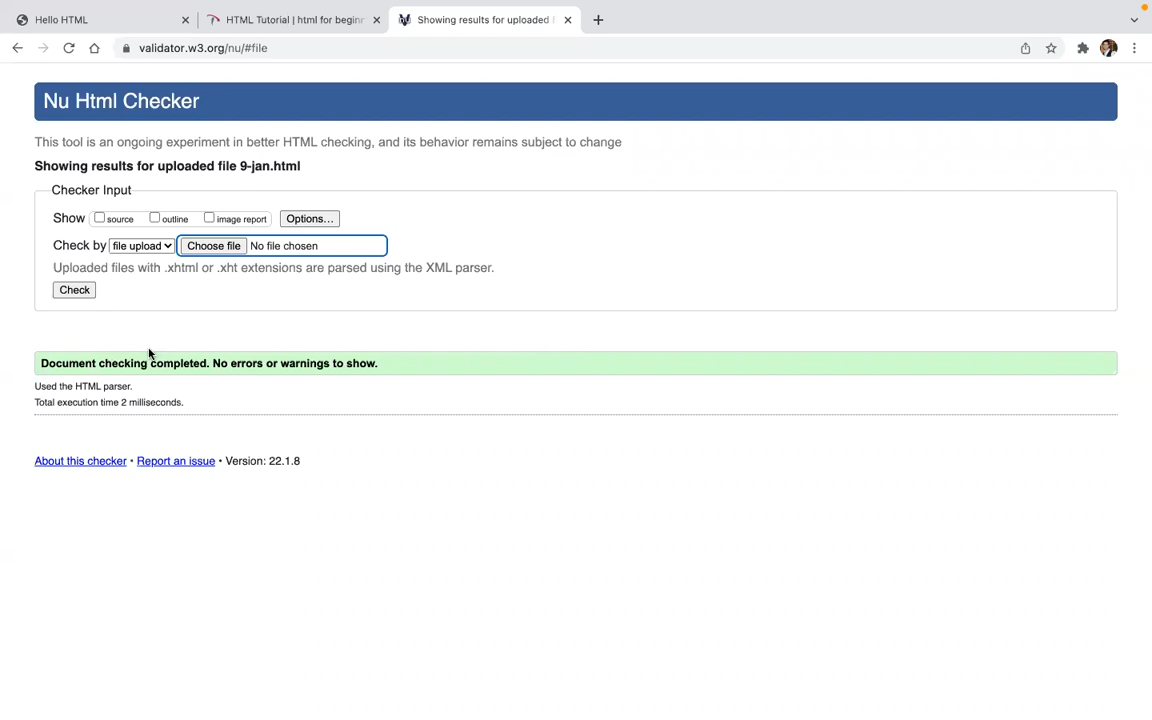 Hello HTML
HTML Tutorial | html for beginn
Showing results for uploaded
validator.w3.org/nu/#file
Nu Html Checker
This tool is an ongoing experiment in better HTML checking, and its behavior remains subject to change
Showing results for uploaded file 9-jan.html
Checker Input
Show source outline image report Options...
Check by file upload Choose file No file chosen
Uploaded files with .xhtml or .xht extensions are parsed using the XML parser.
Check
Document checking completed. No errors or warnings to show.
Used the HTML parser.
Total execution time 2 milliseconds.
About this checker • Report an issue • Version: 22.1.8